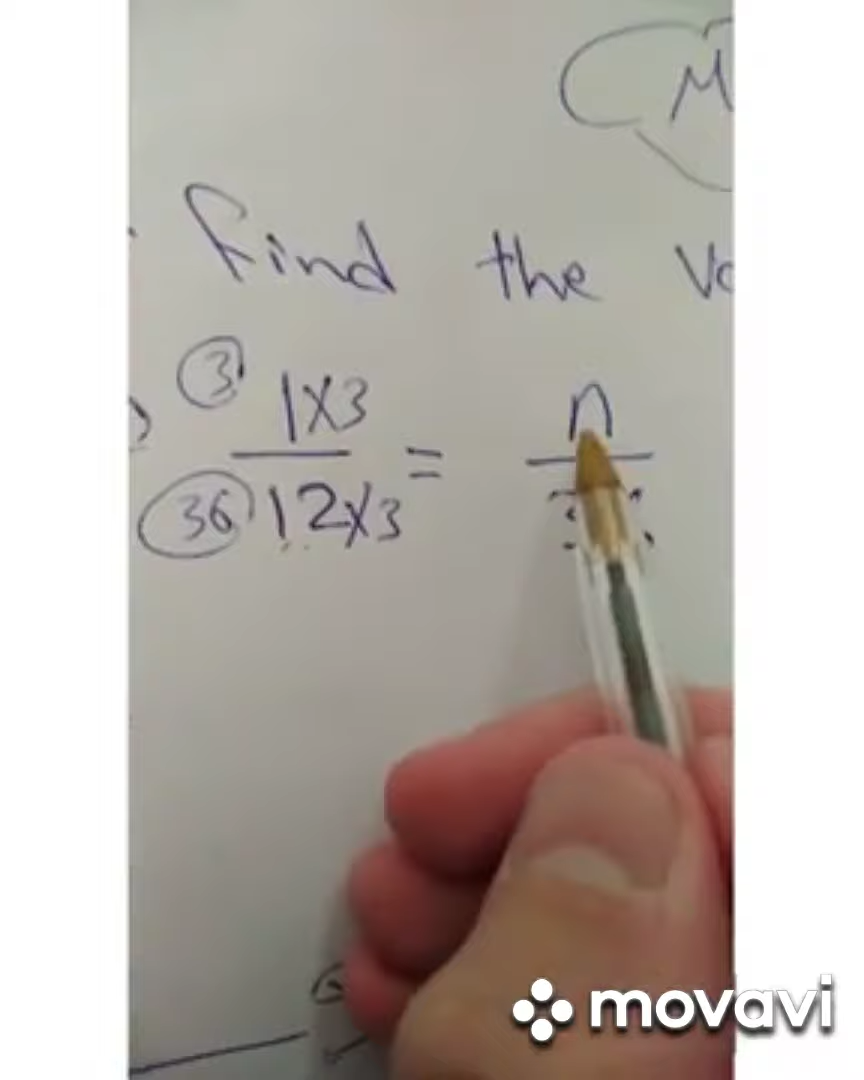 M
find the
3 1x3 n
36 12x3 =
movavi